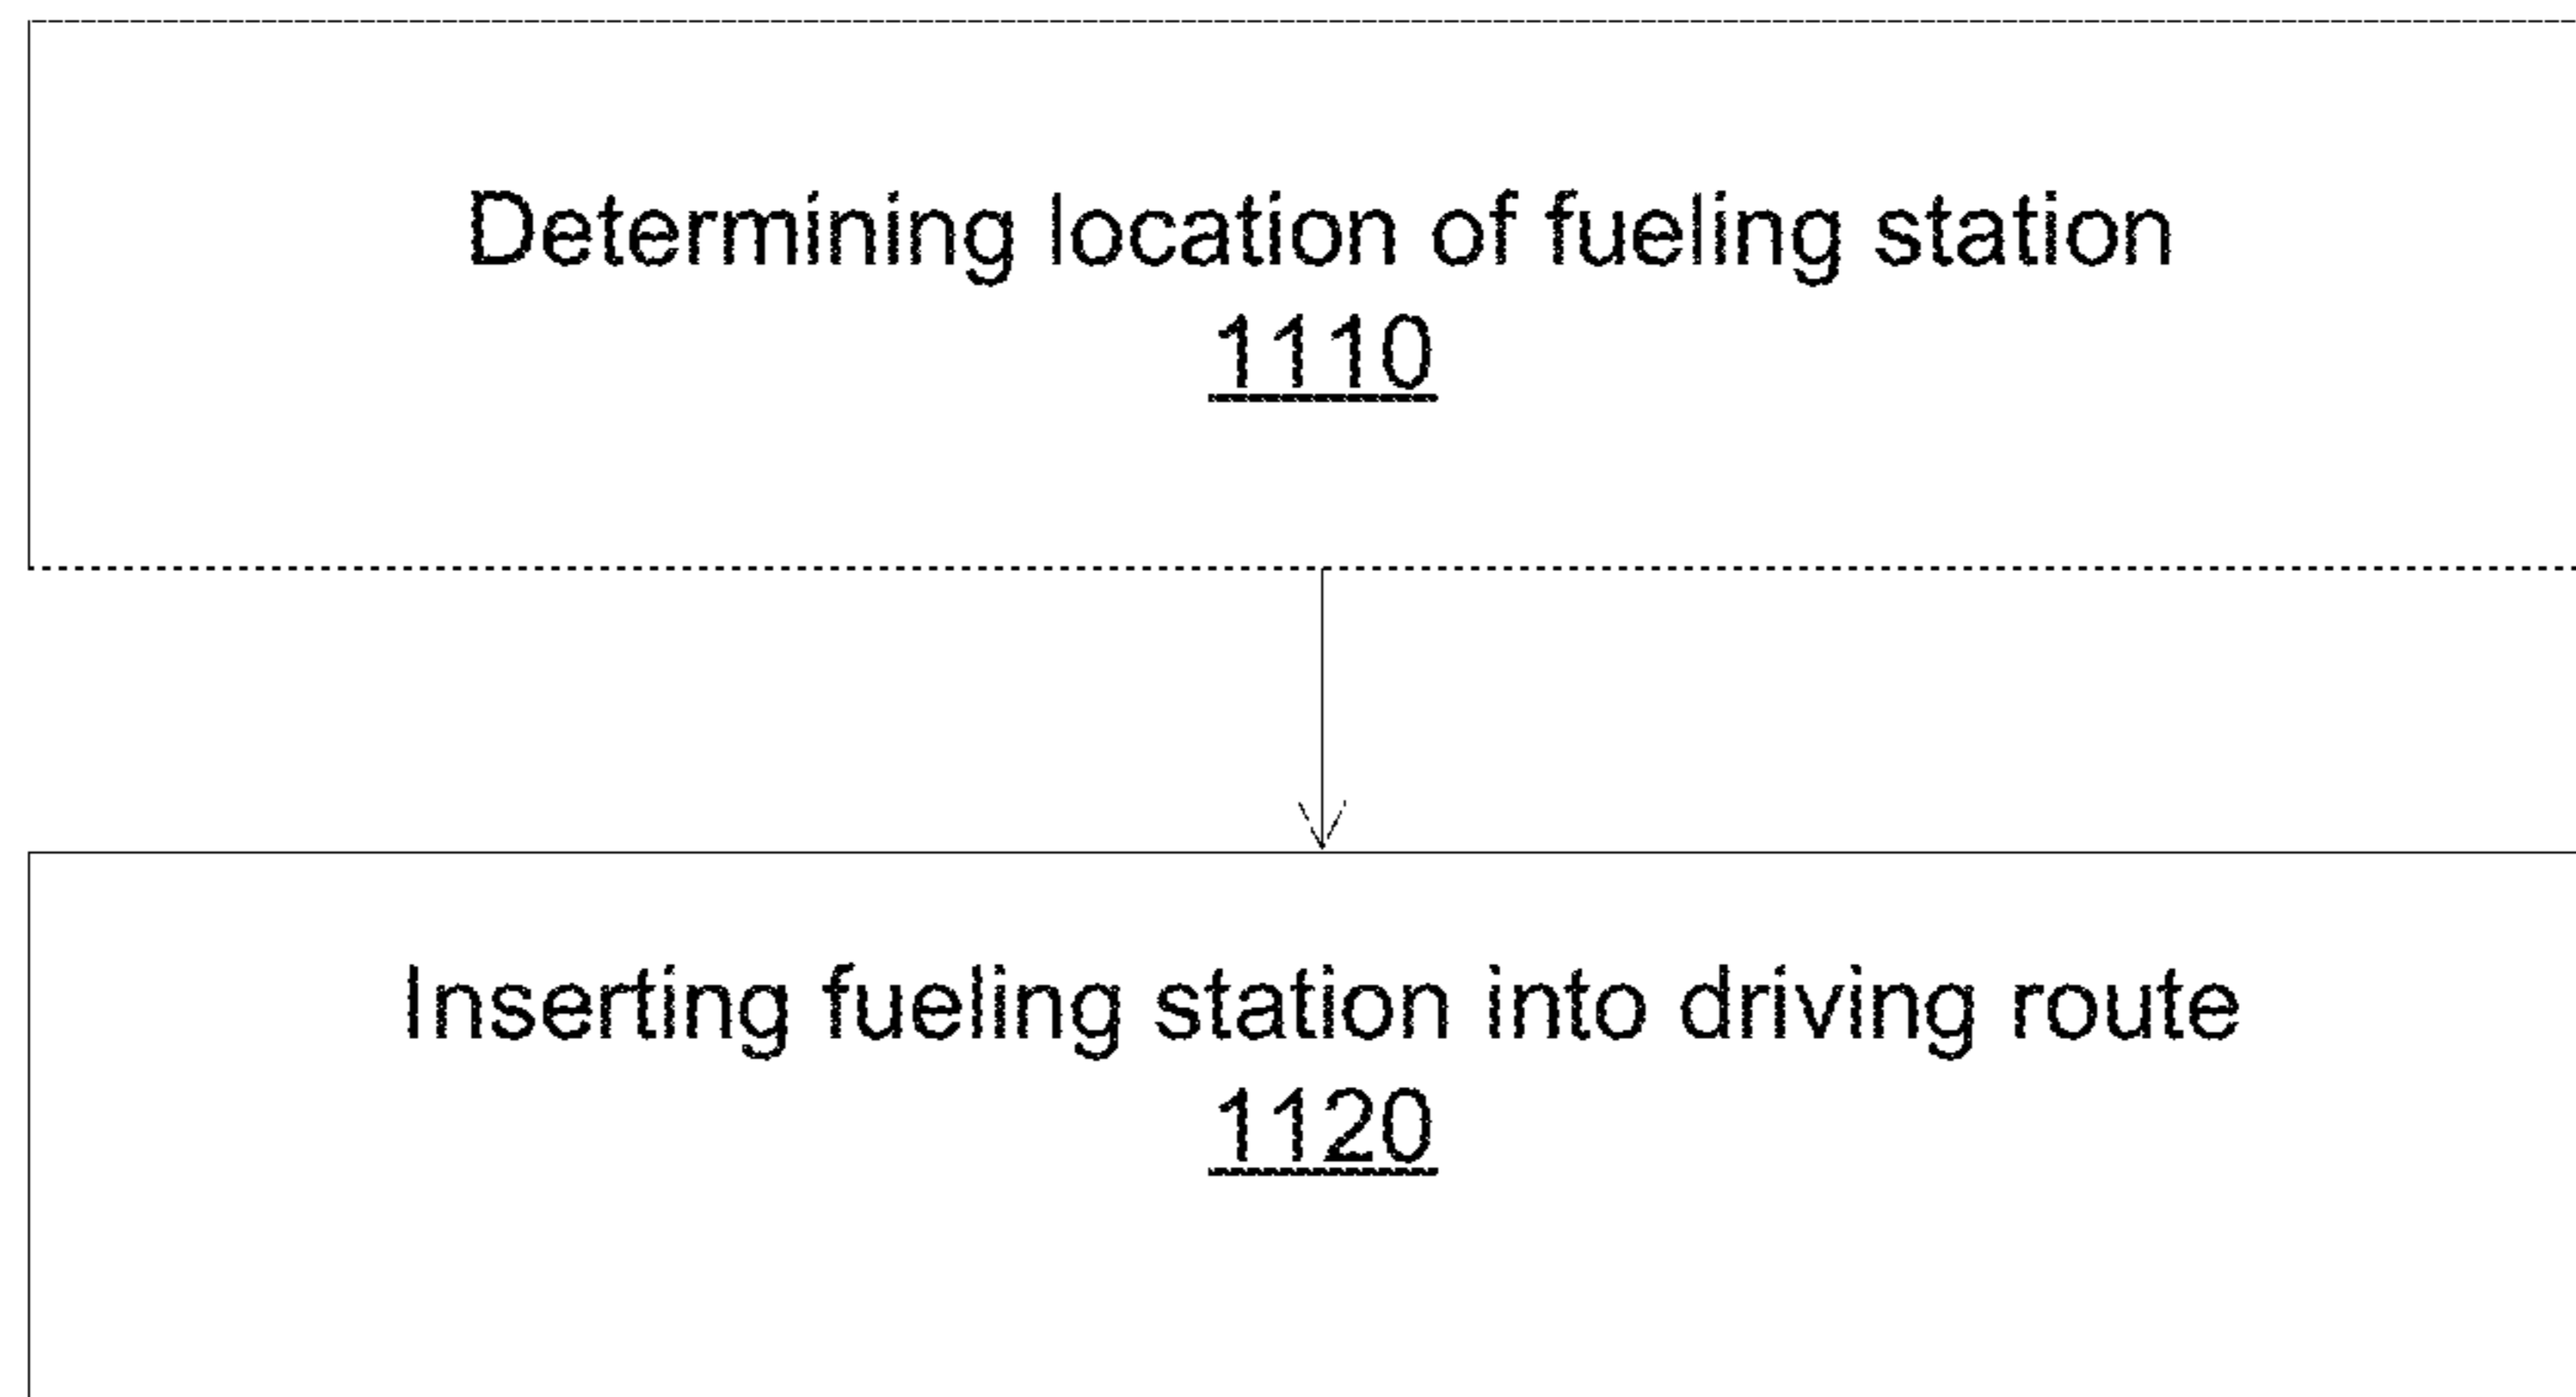 Determining location of fueling station
1110
Inserting fueling station into driving route
1120